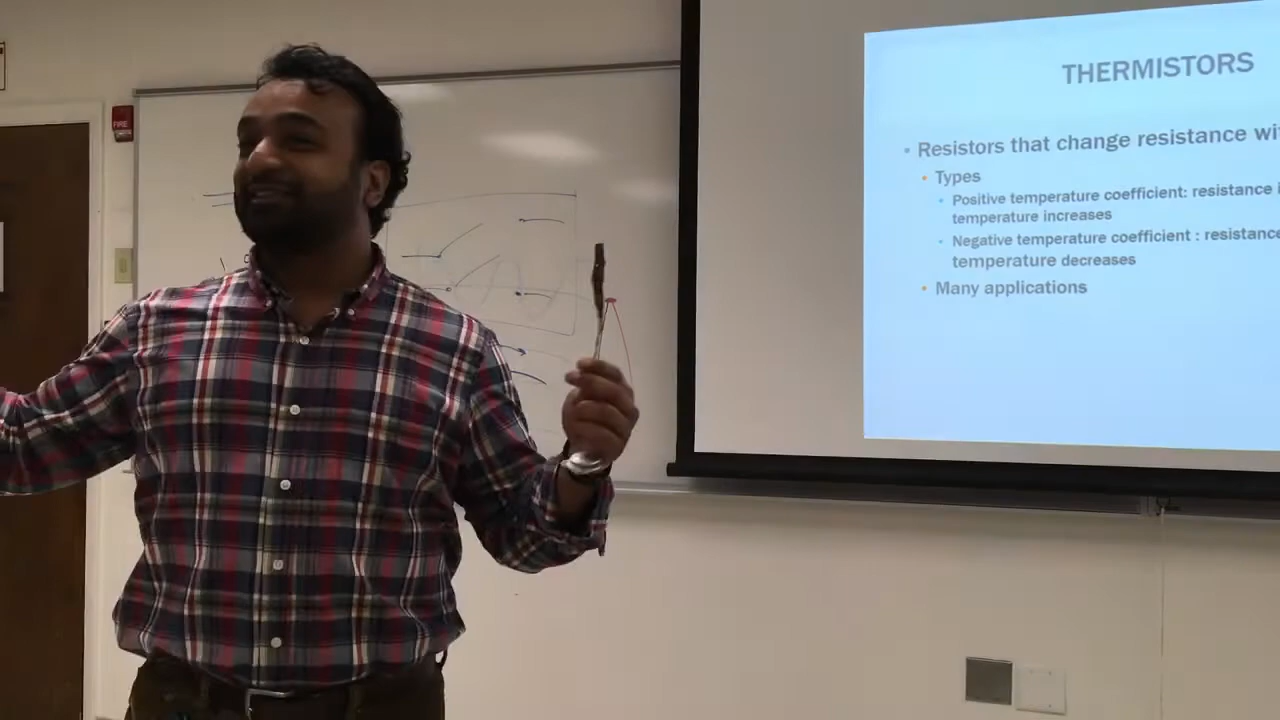 FIRE
THERMISTORS
• Resistors that change resistance wi
• Types
• Positive temperature coefficient: resistance
temperature increases
• Negative temperature coefficient : resistance
temperature decreases
• Many applications